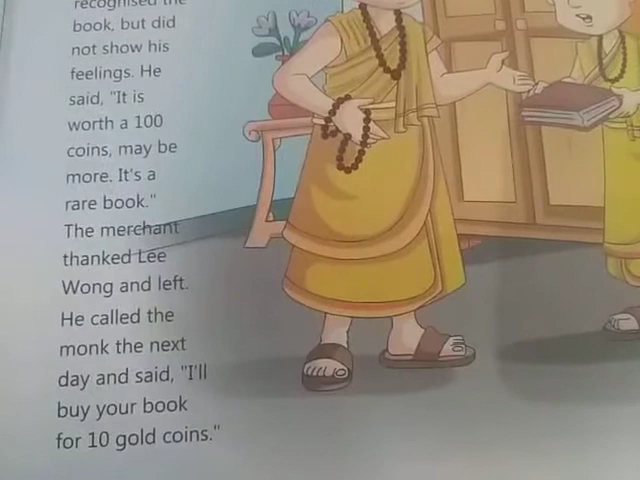 recognised the
book, but did
not show his
feelings. He
said, "It is
worth a 100
coins, may be
more. It's a
rare book."
The merchant
thanked Lee
Wong and left.
He called the
monk the next
day and said, "I'll
buy your book
for 10 gold coins."